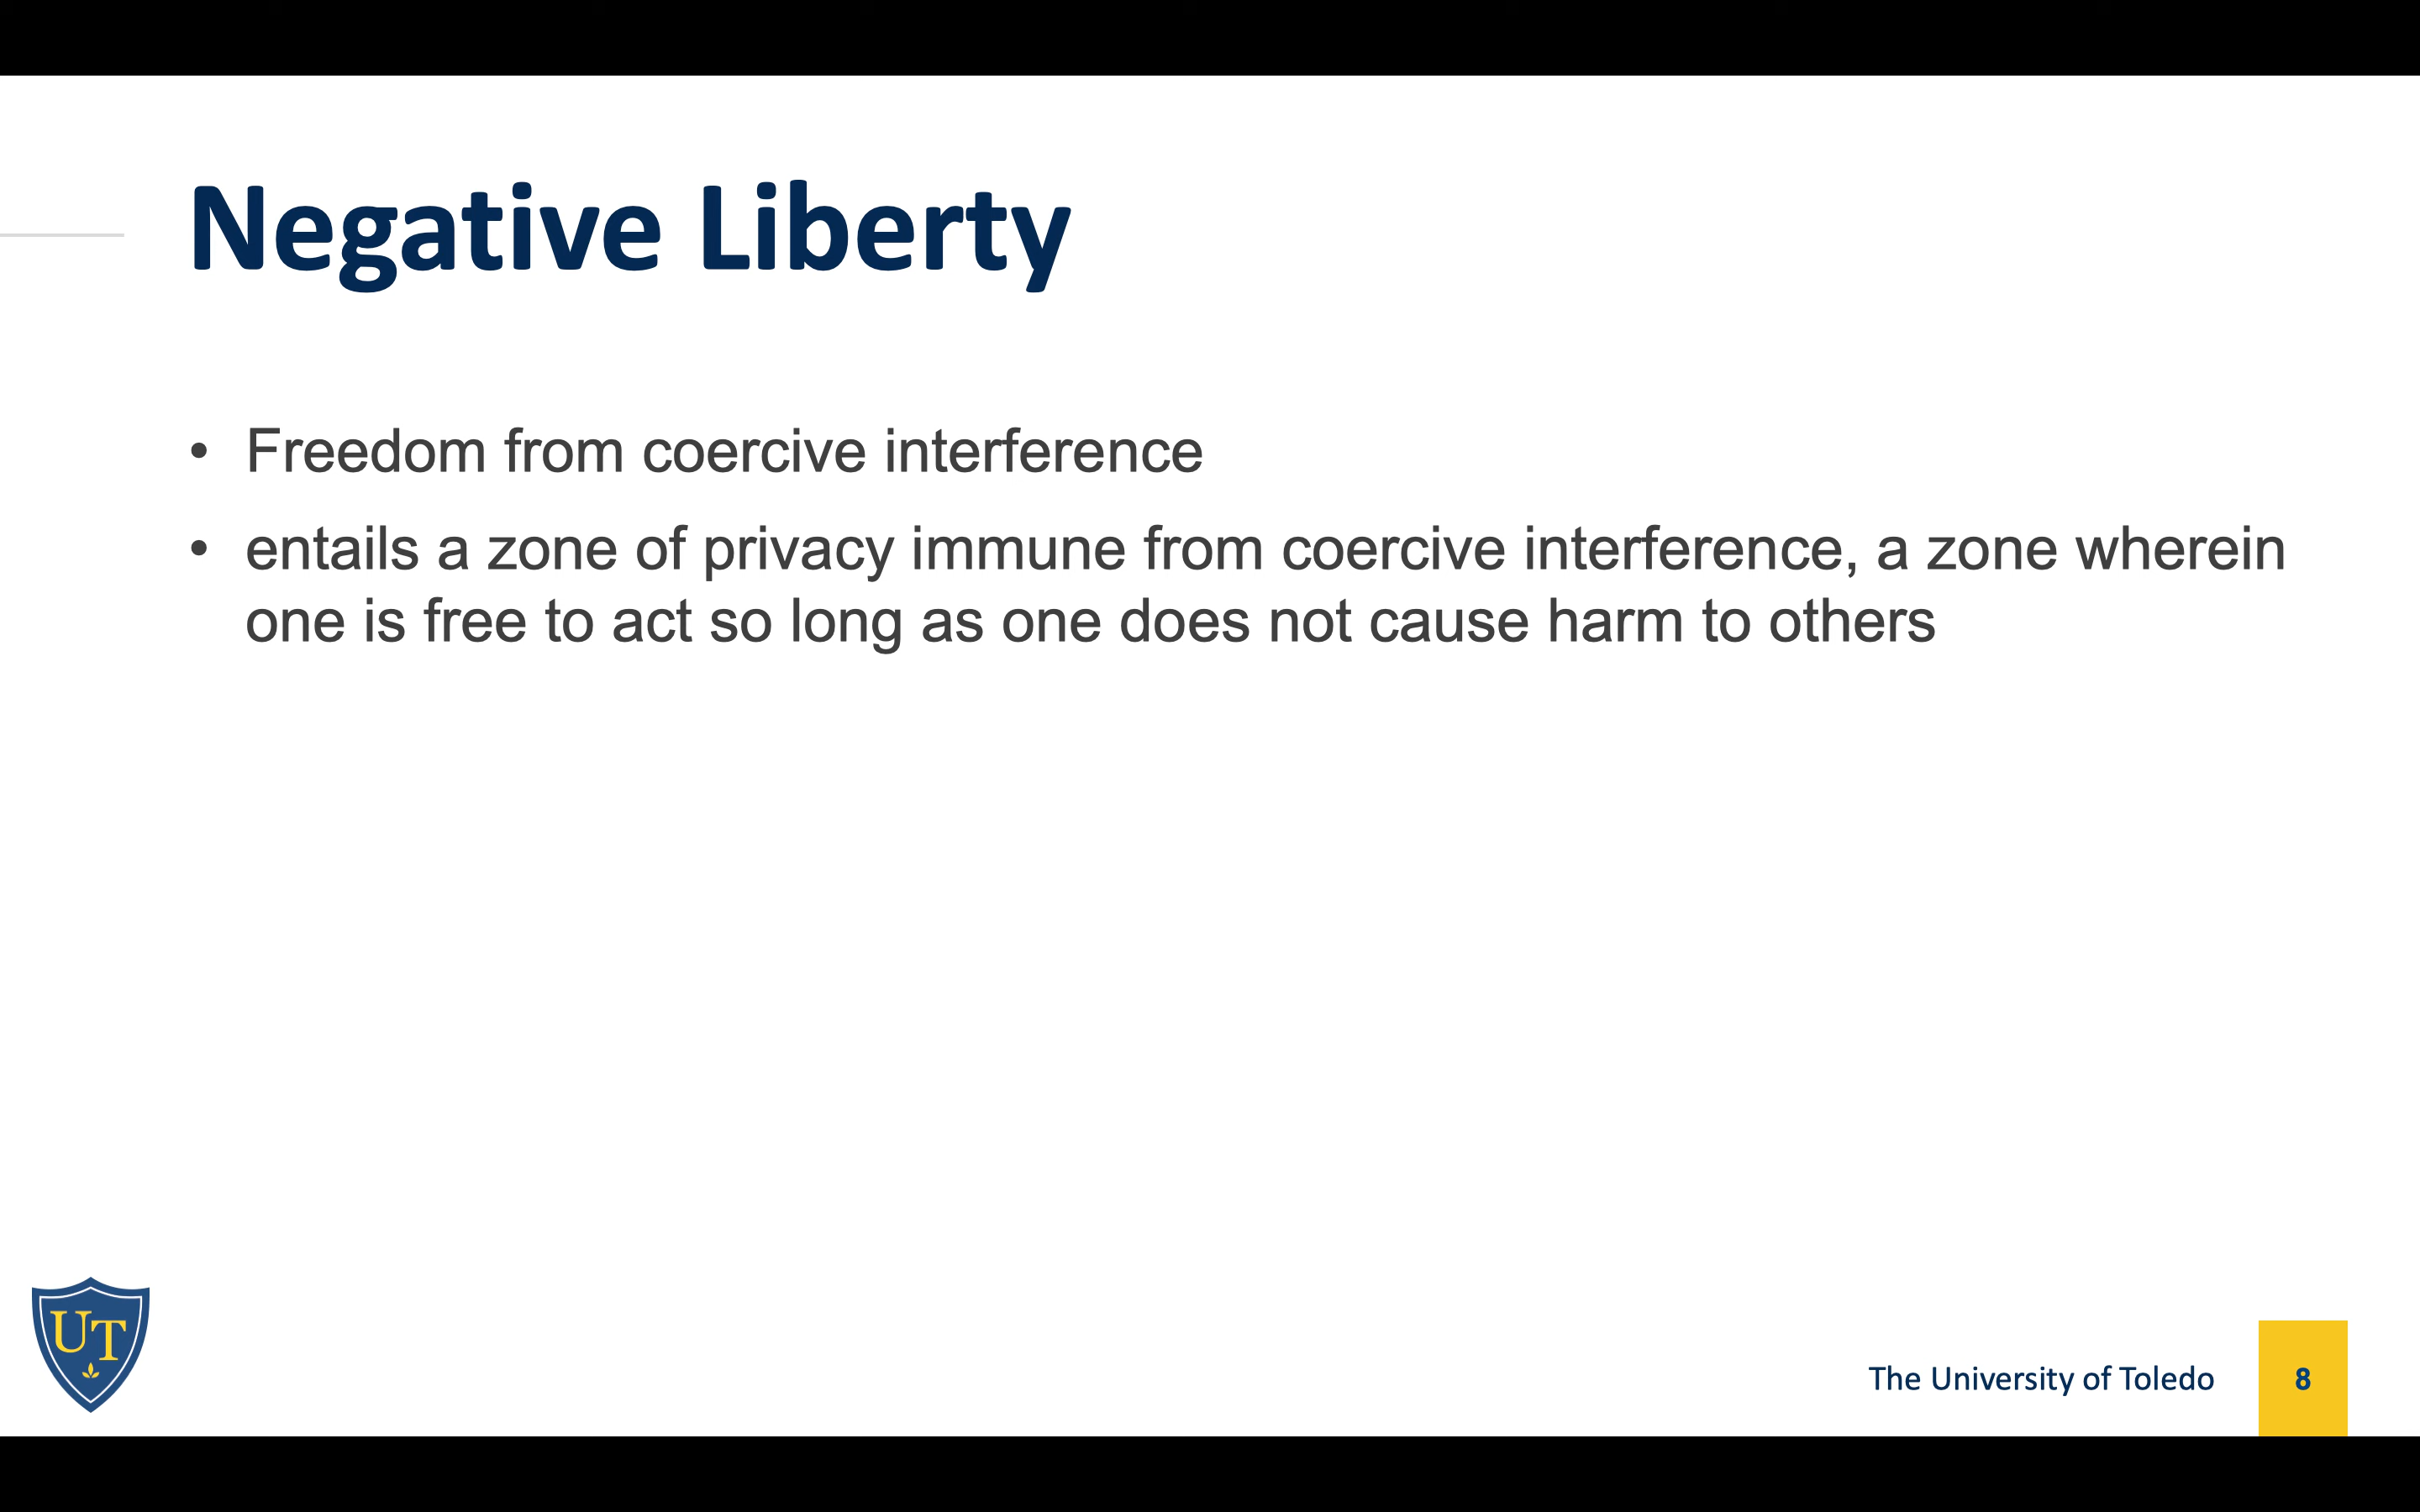 Negative Liberty
• Freedom from coercive interference
• entails a zone of privacy immune from coercive interference, a zone wherein
one is free to act so long as one does not cause harm to others
UT
The University of Toledo
8